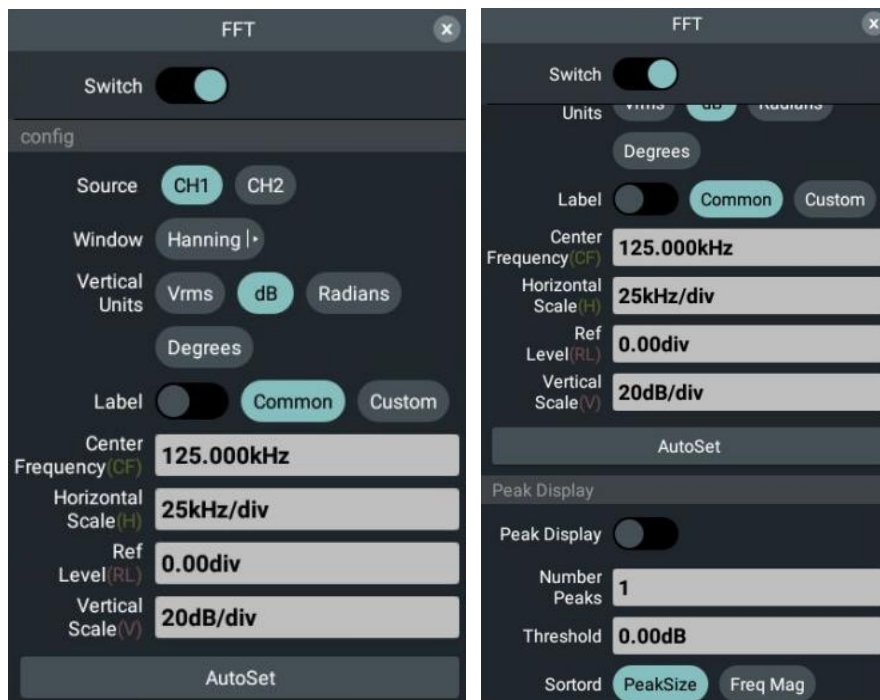 FFT
x
Switch
config
Source CH1 CH2
Window Hanning
Vertical
Units Vrms dB Radians
Degrees
Label Common Custom
Center
Frequency(CF) 125.000kHz
Horizontal
Scale(H) 25kHz/div
Ref
Level(RL) 0.00div
Vertical
Scale(V) 20dB/div
AutoSet
FFT
x
Switch
Units Vrms dB Radians
Degrees
Label Common Custom
Center
Frequency(CF) 125.000kHz
Horizontal
Scale(H) 25kHz/div
Ref
Level(RL) 0.00div
Vertical
Scale(V) 20dB/div
AutoSet
Peak Display
Peak Display
Number
Peaks 1
Threshold 0.00dB
Sortord PeakSize Freq Mag